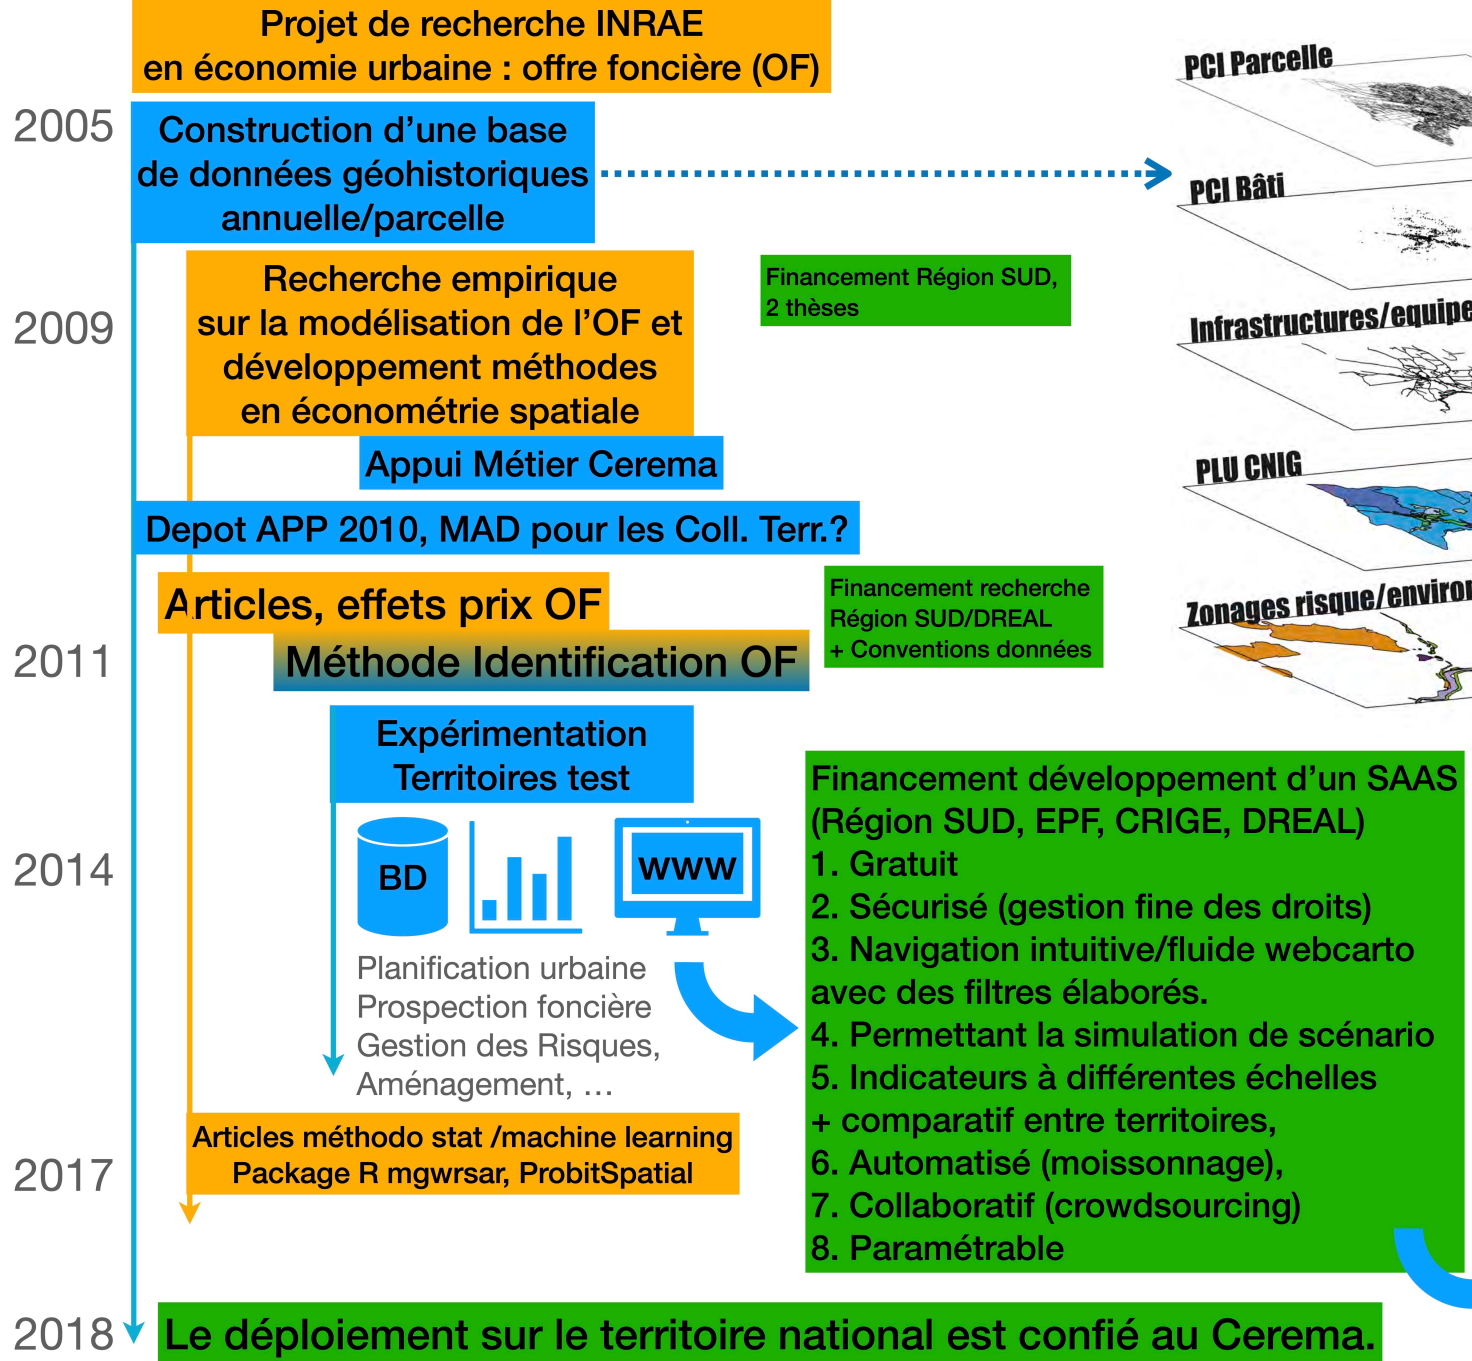 Projet de recherche INRAE
en économie urbaine : offre foncière (OF)
2005
Construction d’une base
de données géohistoriques
annuelle/parcelle
PCI Parcelle
PCI Bâti
Infrastructures/equipe
PLU CNIG
Zonages risque/environ
2009
Recherche empirique
sur la modélisation de l’OF et
développement méthodes
en économétrie spatiale
Financement Région SUD,
2 thèses
Appui Métier Cerema
Depot APP 2010, MAD pour les Coll. Terr.?
Articles, effets prix OF
2011
Méthode Identification OF
Financement recherche
Région SUD/DREAL
+ Conventions données
Expérimentation
Territoires test
2014
BD
www
Planification urbaine
Prospection foncière
Gestion des Risques,
Aménagement, …
Financement développement d’un SAAS
(Région SUD, EPF, CRIGE, DREAL)
1. Gratuit
2. Sécurisé (gestion fine des droits)
3. Navigation intuitive/fluide webcarto
avec des filtres élaborés.
4. Permettant la simulation de scénario
5. Indicateurs à différentes échelles
+ comparatif entre territoires,
6. Automatisé (moissonnage),
7. Collaboratif (crowdsourcing)
8. Paramétrable
2017
Articles méthodo stat /machine learning
Package R mgwrsar, ProbitSpatial
2018
Le déploiement sur le territoire national est confié au Cerema.